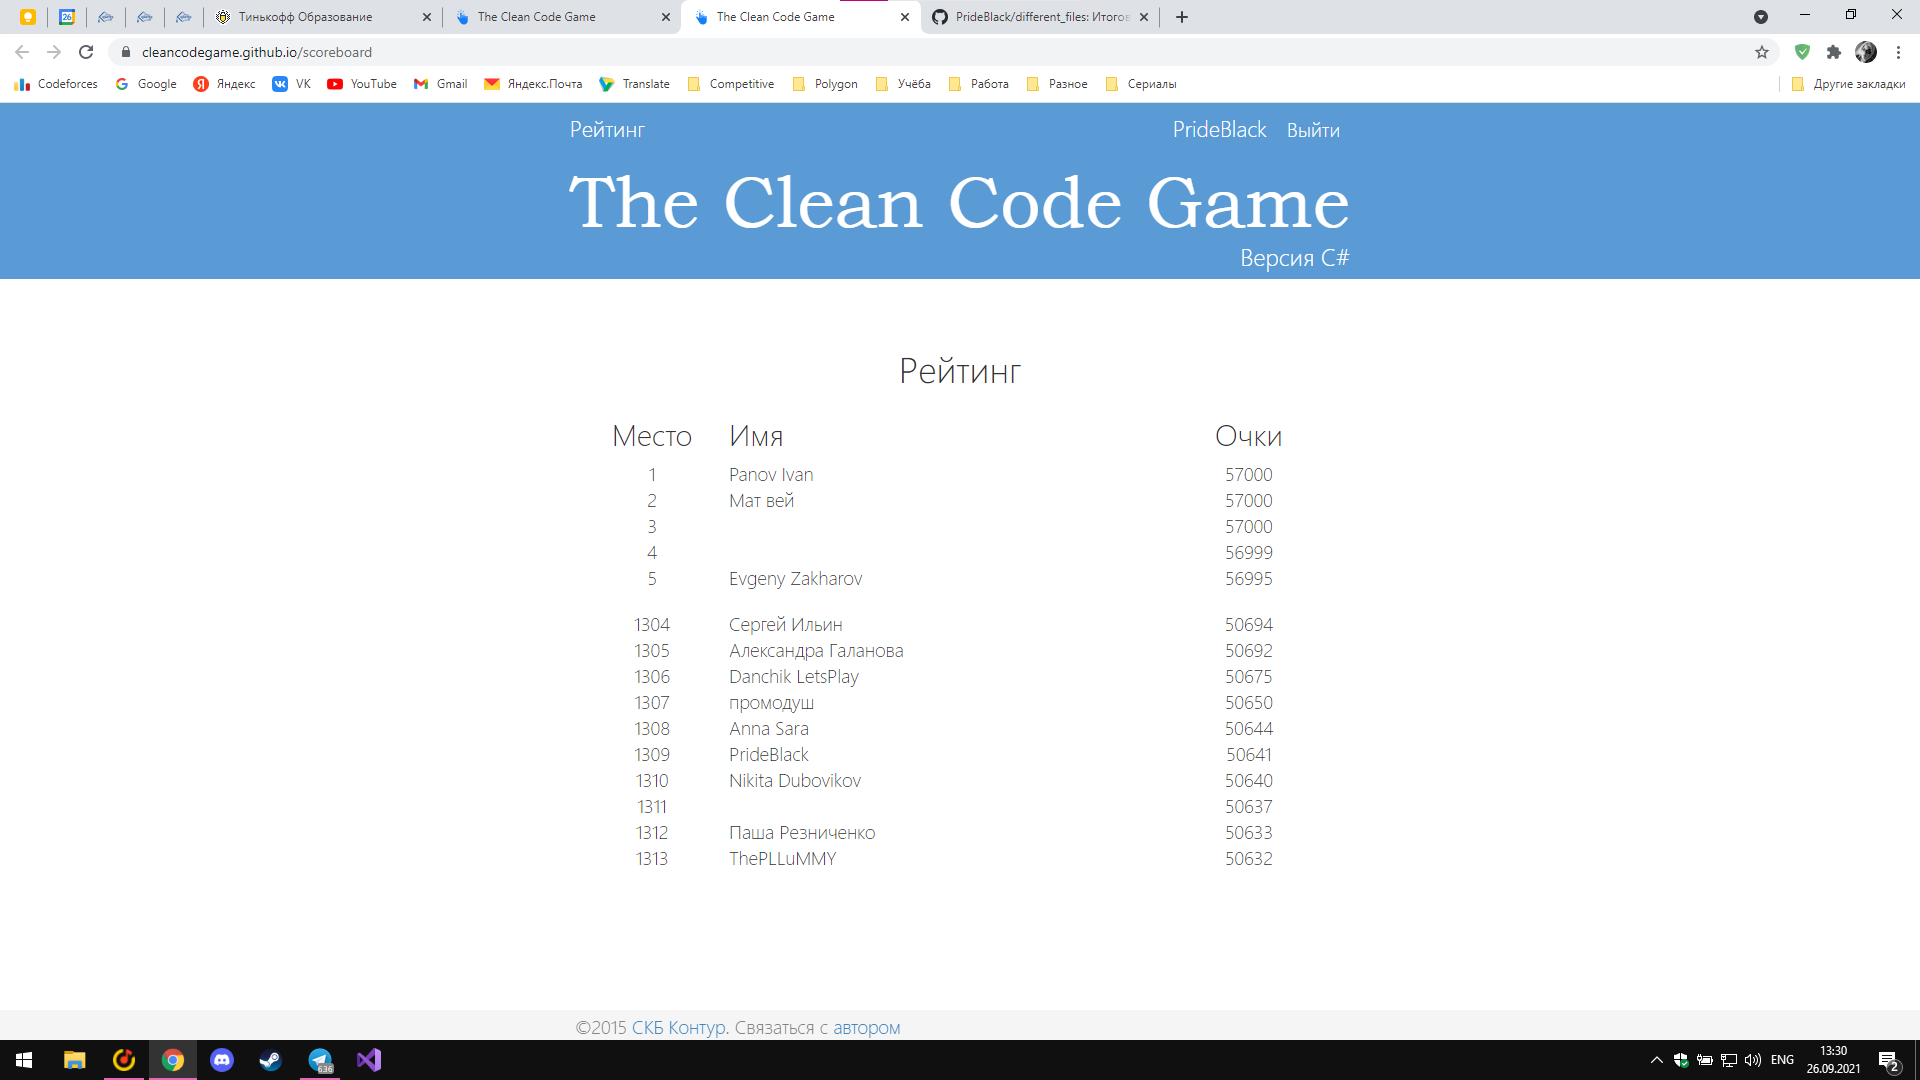 Тинькофф Образование
The Clean Code Game
The Clean Code Game
PrideBlack/different_files: Итогов
cleancodegame.github.io/scoreboard
Codeforces
Google
Яндекс
VK
YouTube
Gmail
Яндекс.Почта
Translate
Competitive
Polygon
Учёба
Работа
Разное
Сериалы
Другие закладки
Рейтинг
PrideBlack Выйти
The Clean Code Game
Версия C#
Рейтинг
Место Имя Очки
1 Panov Ivan 57000
2 Мат вей 57000
3 57000
4 56999
5 Evgeny Zakharov 56995
1304 Сергей Ильин 50694
1305 Александра Галанова 50692
1306 Danchik LetsPlay 50675
1307 промодуш 50650
1308 Anna Sara 50644
1309 PrideBlack 50641
1310 Nikita Dubovikov 50640
1311 50637
1312 Паша Резниченко 50633
1313 ThePLLuMMY 50632
©2015 СКБ Контур. Связаться с автором
636
ENG
13:30
26.09.2021
2